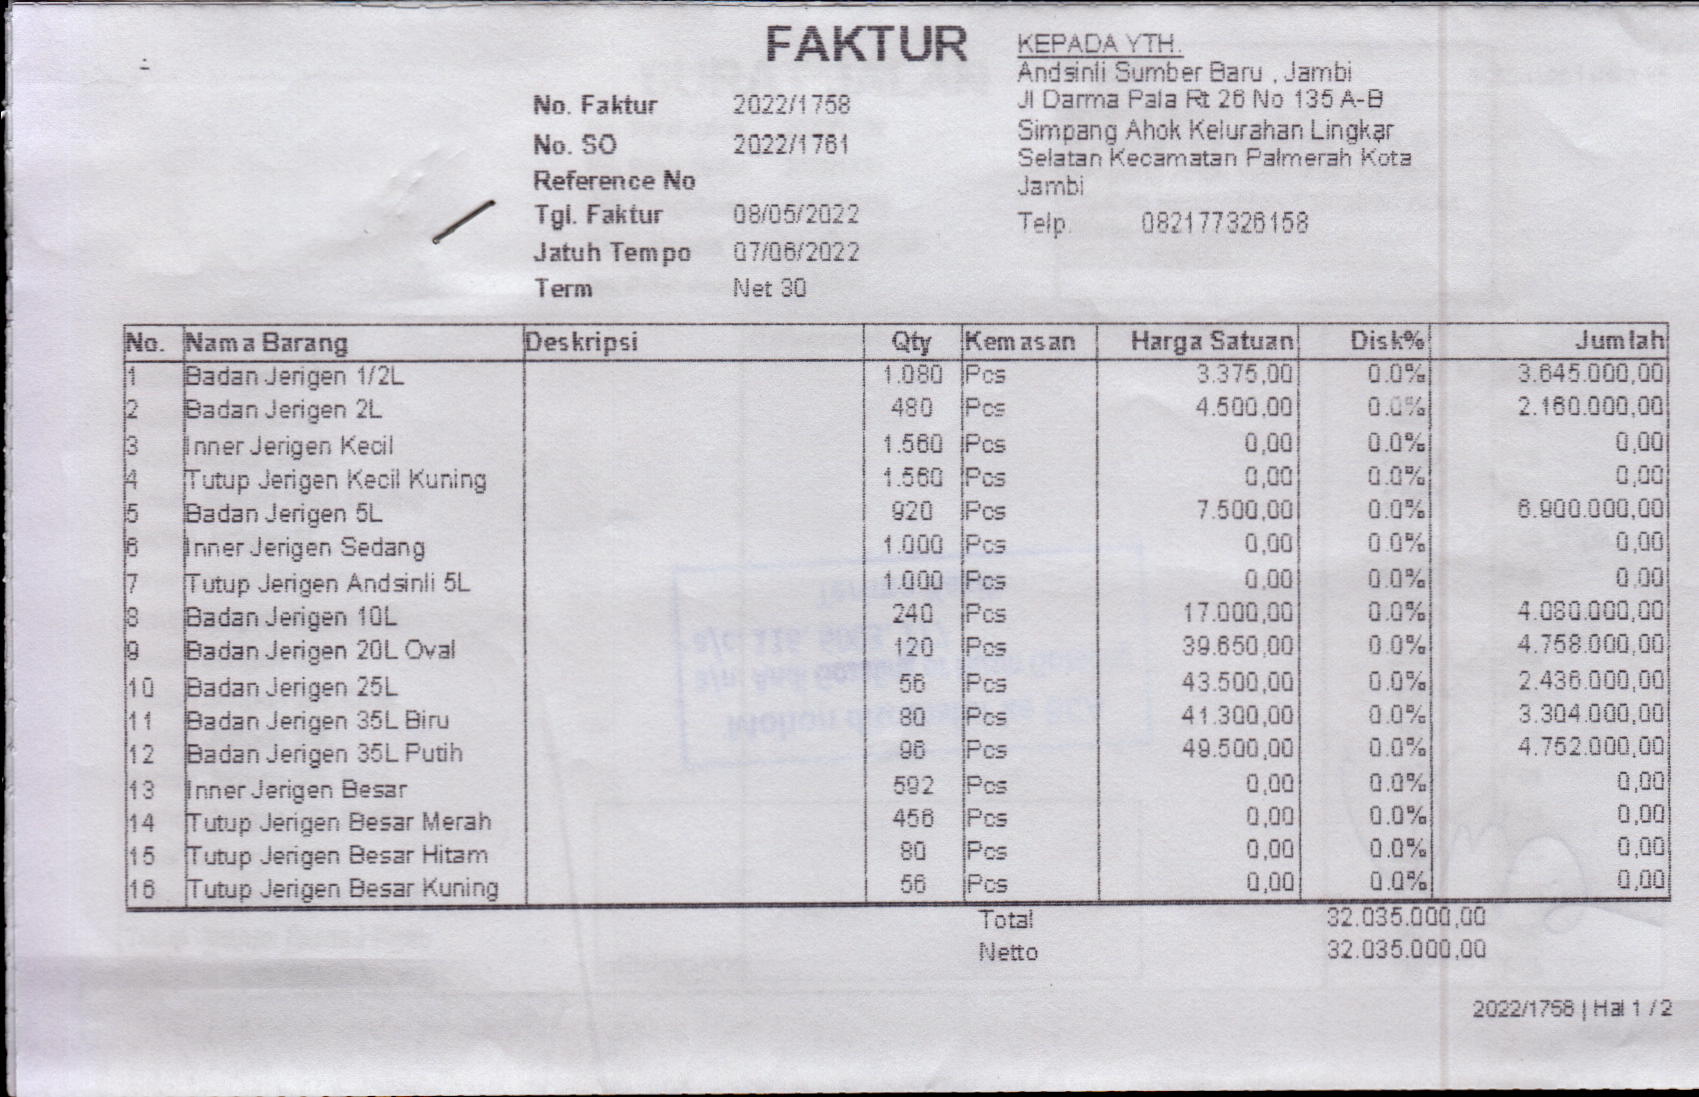 FAKTUR
No. Faktur 2022/1758
No. SO 2022/1761
Reference No
Tgl. Faktur 08/05/2022
Jatuh Tempo 07/06/2022
Term Net 30
KEPADA YTH.
Andsinli Sumber Baru , Jambi
Jl Darma Pala Rt 26 No 135 A-B
Simpang Ahok Kelurahan Lingkar
Selatan Kecamatan Palmerah Kota
Jambi
Telp. 082177326158
No. Nama Barang Deskripsi Qty Kemasan Harga Satuan Disk% Jumlah
1 Badan Jerigen 1/2L 1.080 Pcs 3.375,00 0.0% 3.645.000,00
2 Badan Jerigen 2L 480 Pcs 4.500,00 0.0% 2.160.000,00
3 Inner Jerigen Kecil 1.560 Pcs 0,00 0.0% 0,00
4 Tutup Jerigen Kecil Kuning 1.560 Pcs 0,00 0.0% 0,00
5 Badan Jerigen 5L 920 Pcs 7.500,00 0.0% 6.900.000,00
6 Inner Jerigen Sedang 1.000 Pcs 0,00 0.0% 0,00
7 Tutup Jerigen Andsinli 5L 1.000 Pcs 0,00 0.0% 0,00
8 Badan Jerigen 10L 240 Pcs 17.000,00 0.0% 4.080.000,00
9 Badan Jerigen 20L Oval 120 Pcs 39.650,00 0.0% 4.758.000,00
10 Badan Jerigen 25L 56 Pcs 43.500,00 0.0% 2.436.000,00
11 Badan Jerigen 35L Biru 80 Pcs 41.300,00 0.0% 3.304.000,00
12 Badan Jerigen 35L Putih 96 Pcs 49.500,00 0.0% 4.752.000,00
13 Inner Jerigen Besar 592 Pcs 0,00 0.0% 0,00
14 Tutup Jerigen Besar Merah 456 Pcs 0,00 0.0% 0,00
15 Tutup Jerigen Besar Hitam 80 Pcs 0,00 0.0% 0,00
16 Tutup Jerigen Besar Kuning 56 Pcs 0,00 0.0% 0,00
Total 32.035.000,00
Netto 32.035.000,00
2022/1758 | Hal 1 / 2